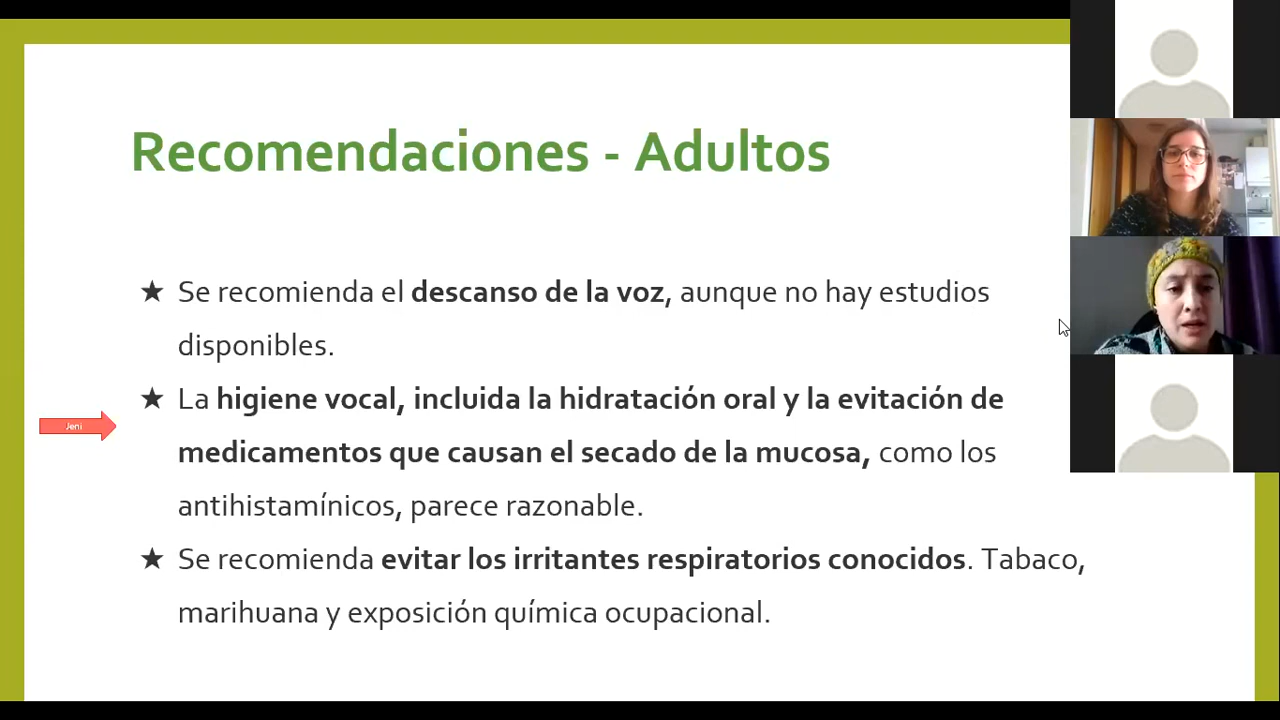 Recomendaciones - Adultos
★ Se recomienda el descanso de la voz, aunque no hay estudios
disponibles.
★ La higiene vocal, incluida la hidratación oral y la evitación de
Jeni
medicamentos que causan el secado de la mucosa, como los
antihistamínicos, parece razonable.
★ Se recomienda evitar los irritantes respiratorios conocidos. Tabaco,
marihuana y exposición química ocupacional.